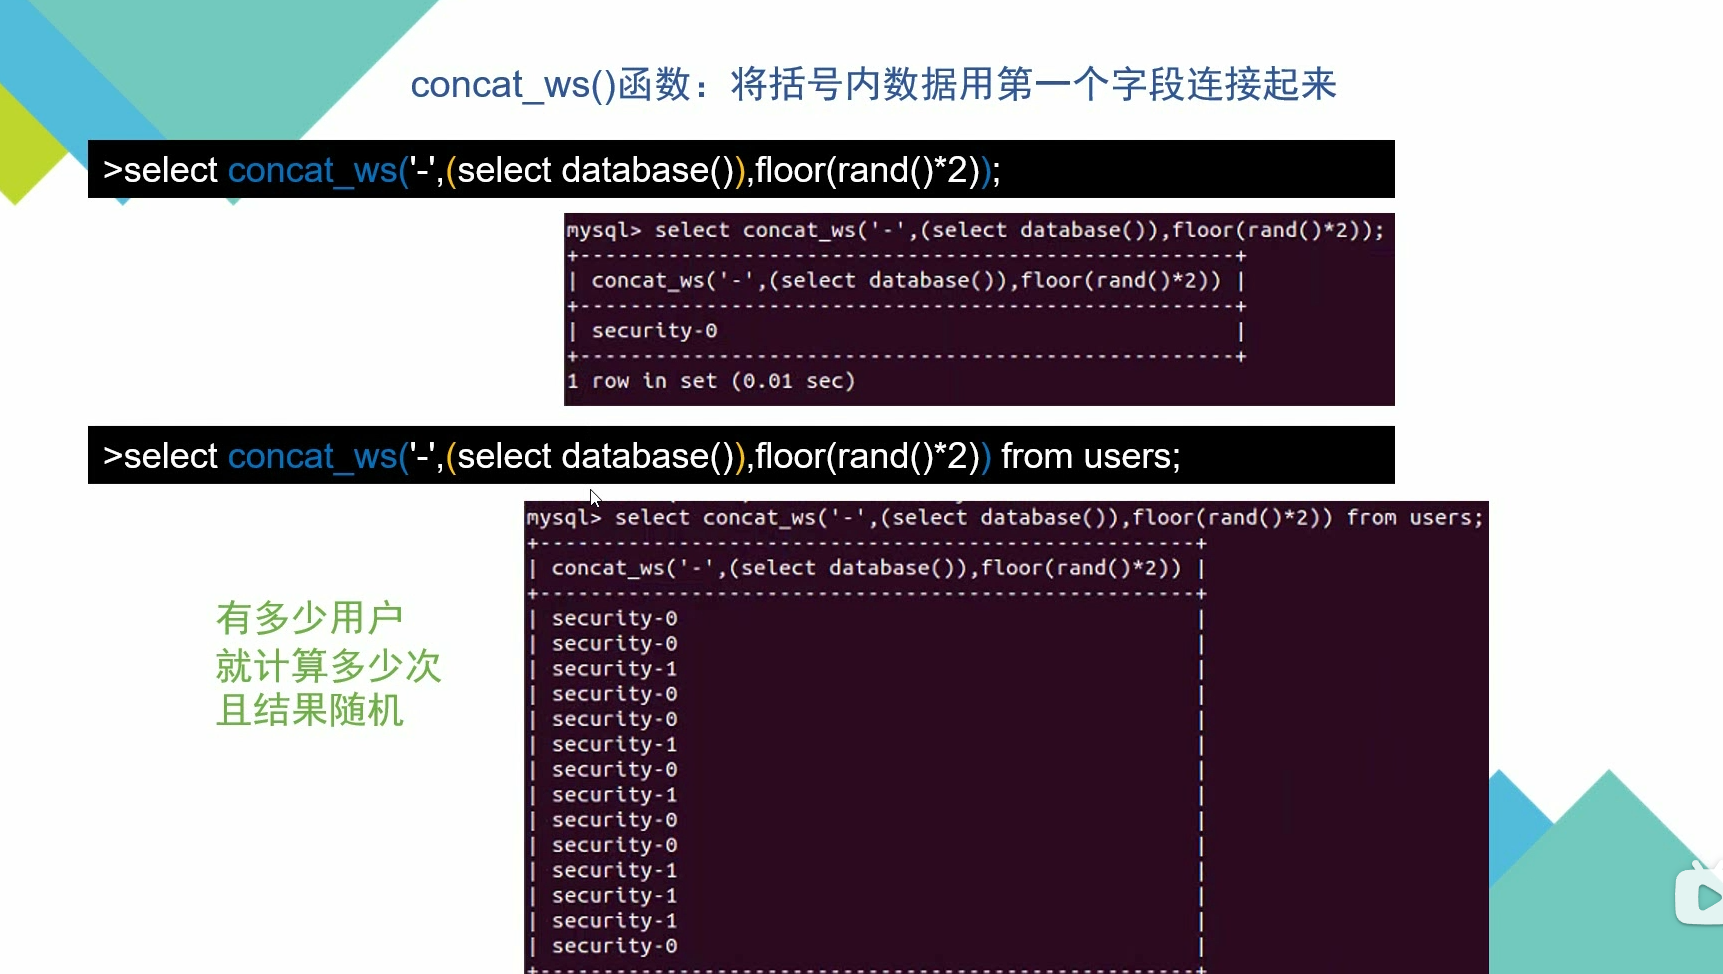 concat_ws()函数：将括号内数据用第一个字段连接起来
>select concat_ws('-',(select database()),floor(rand()*2));
mysql> select concat_ws('-',(select database()),floor(rand()*2));
+-----------------------------------------------------+
| concat_ws('-',(select database()),floor(rand()*2)) |
+-----------------------------------------------------+
| security-0 |
+-----------------------------------------------------+
1 row in set (0.01 sec)
>select concat_ws('-',(select database()),floor(rand()*2)) from users;
有多少用户
就计算多少次
且结果随机
mysql> select concat_ws('-',(select database()),floor(rand()*2)) from users;
+-----------------------------------------------------+
| concat_ws('-',(select database()),floor(rand()*2)) |
+-----------------------------------------------------+
| security-0 |
| security-0 |
| security-1 |
| security-0 |
| security-0 |
| security-1 |
| security-0 |
| security-1 |
| security-0 |
| security-0 |
| security-1 |
| security-1 |
| security-1 |
| security-0 |
+-----------------------------------------------------+